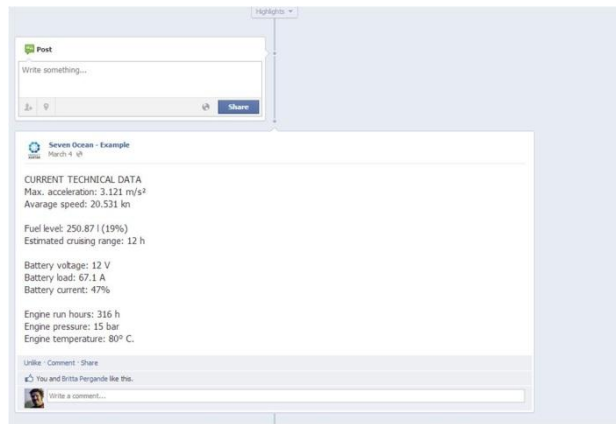 Highlights
Post
Write something...
Share
Seven Ocean - Example
March 4
CURRENT TECHNICAL DATA
Max. acceleration: 3.121 m/s²
Avarage speed: 20.531 kn
Fuel level: 250.87 l (19%)
Estimated cruising range: 12 h
Battery voltage: 12 V
Battery load: 67.1 A
Battery current: 47%
Engine run hours: 316 h
Engine pressure: 15 bar
Engine temperature: 80º C.
Unlike · Comment · Share
You and Britta Pergande like this.
Write a comment...